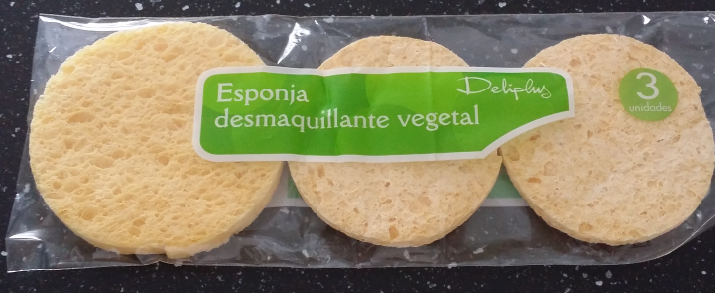 Esponja
desmaquillante vegetal
Deliplus
3
unidades